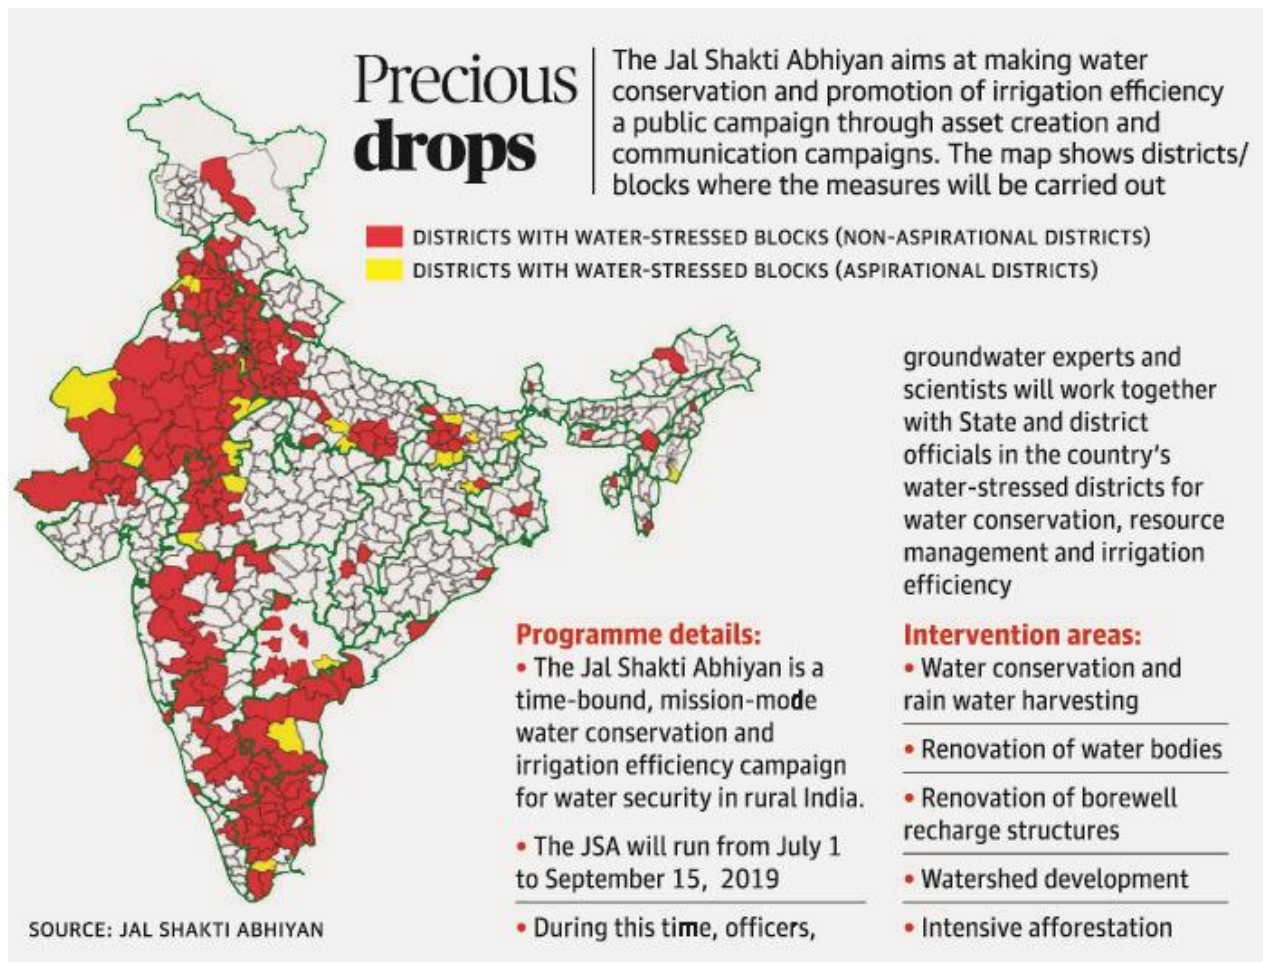 Precious
drops
The Jal Shakti Abhiyan aims at making water
conservation and promotion of irrigation efficiency
a public campaign through asset creation and
communication campaigns. The map shows districts/
blocks where the measures will be carried out
DISTRICTS WITH WATER-STRESSED BLOCKS (NON-ASPIRATIONAL DISTRICTS)
DISTRICTS WITH WATER-STRESSED BLOCKS (ASPIRATIONAL DISTRICTS)
Programme details:
• The Jal Shakti Abhiyan is a
time-bound, mission-mode
water conservation and
irrigation efficiency campaign
for water security in rural India.
• The JSA will run from July 1
to September 15, 2019
• During this time, officers,
groundwater experts and
scientists will work together
with State and district
officials in the country's
water-stressed districts for
water conservation, resource
management and irrigation
efficiency
Intervention areas:
• Water conservation and
rain water harvesting
• Renovation of water bodies
• Renovation of borewell
recharge structures
• Watershed development
• Intensive afforestation
SOURCE: JAL SHAKTI ABHIYAN